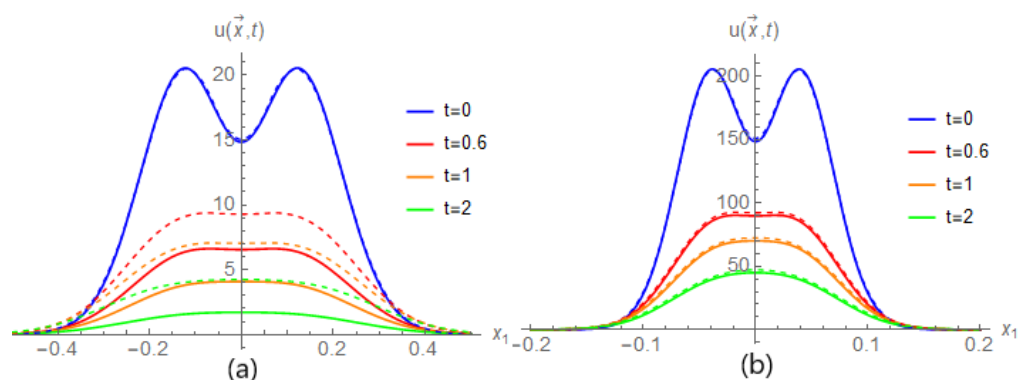 u(x⃗,t)
20
15
10
5
−0.4 −0.2 0.2 0.4 x₁
t=0
t=0.6
t=1
t=2
(a)
u(x⃗,t)
200
150
100
50
−0.2 −0.1 0.1 0.2 x₁
t=0
t=0.6
t=1
t=2
(b)